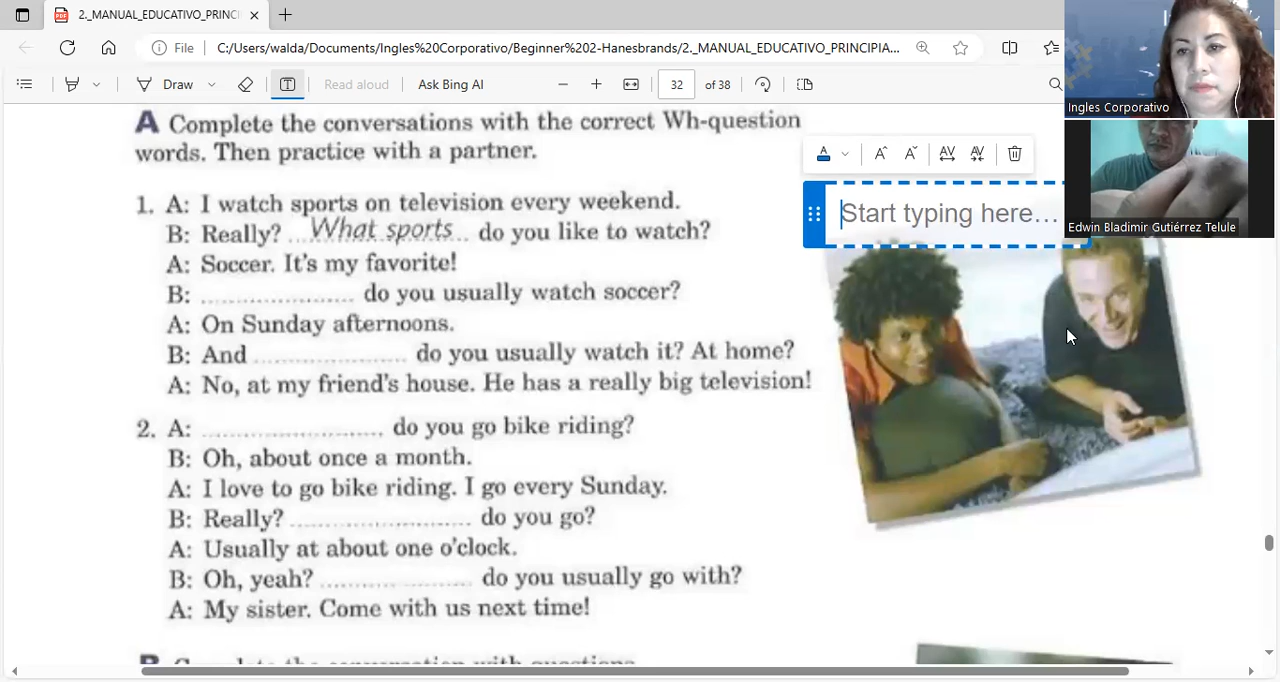 2._MANUAL_EDUCATIVO_PRINCI
File
C:/Users/walda/Documents/Ingles%20Corporativo/Beginner%202-Hanesbrands/2._MANUAL_EDUCATIVO_PRINCIPIA...
Draw
Read aloud
Ask Bing AI
32
of 38
Ingles Corporativo
Edwin Bladimir Gutiérrez Telule
Start typing here...
A Complete the conversations with the correct Wh-question
words. Then practice with a partner.
1. A: I watch sports on television every weekend.
B: Really? What sports do you like to watch?
A: Soccer. It's my favorite!
B: .................... do you usually watch soccer?
A: On Sunday afternoons.
B: And .................... do you usually watch it? At home?
A: No, at my friend's house. He has a really big television!
2. A: .................... do you go bike riding?
B: Oh, about once a month.
A: I love to go bike riding. I go every Sunday.
B: Really? .................... do you go?
A: Usually at about one o'clock.
B: Oh, yeah? .................... do you usually go with?
A: My sister. Come with us next time!
B Complete the conversation with questions